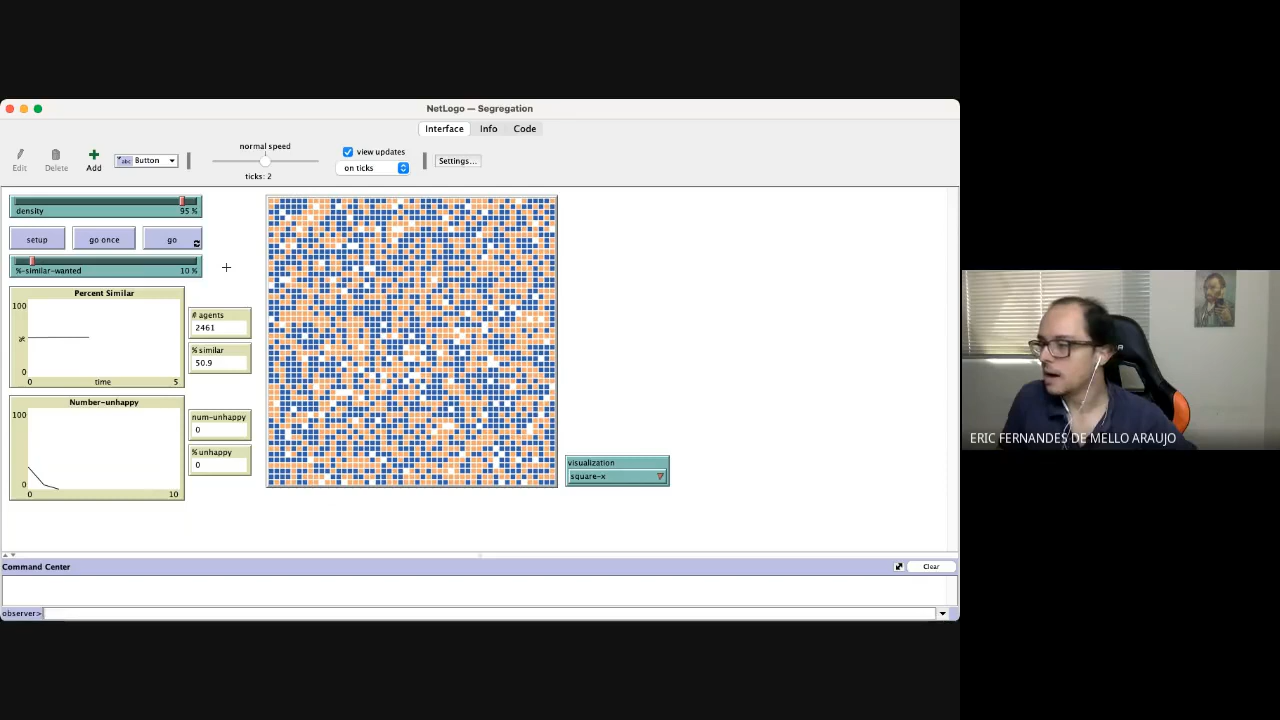 NetLogo — Segregation
Interface Info Code
normal speed
view updates
Edit Delete Add abc Button on ticks Settings...
ticks: 2
density 95 %
setup go once go
%-similar-wanted 10 %
Percent Similar
100
%
0
0 time 5
# agents
2461
% similar
50.9
Number-unhappy
100
0
0 10
num-unhappy
0
% unhappy
0
visualization
square-x
Command Center Clear
observer>
ERIC FERNANDES DE MELLO ARAUJO